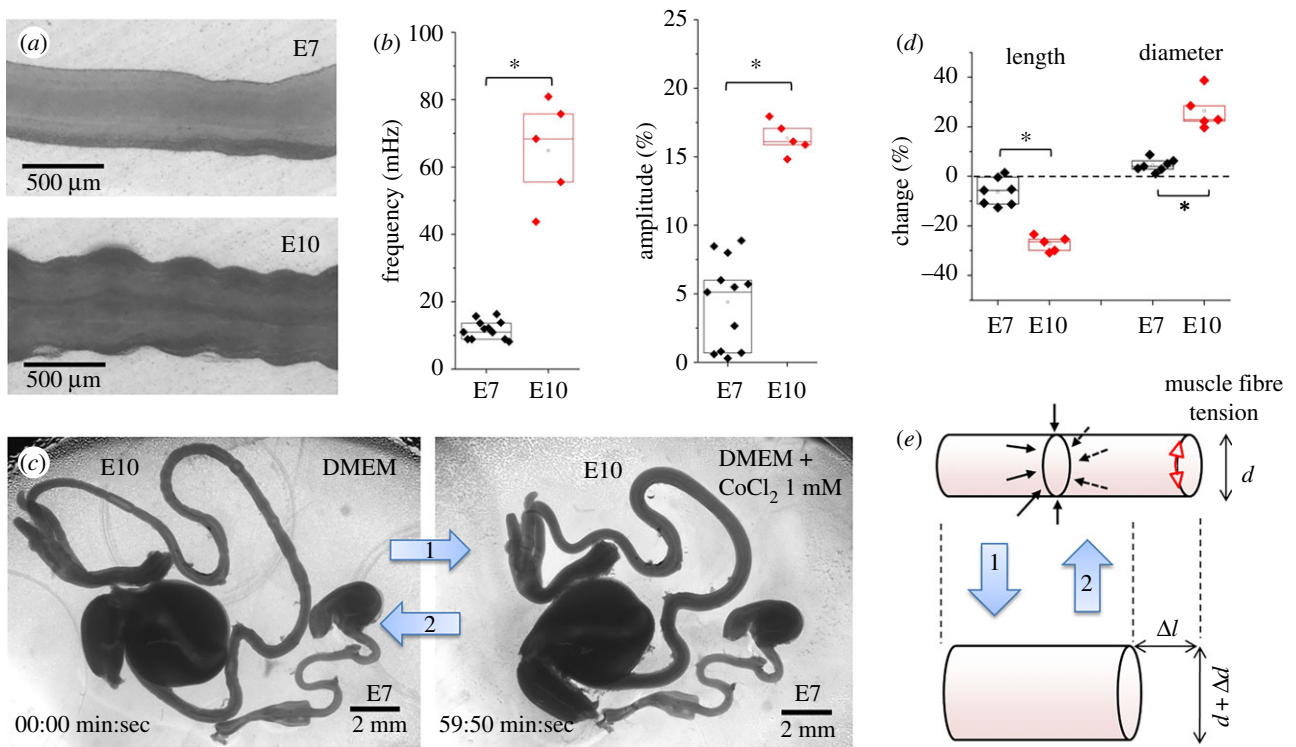 (a)
E7
500 µm
E10
500 µm
(b)
100
80
60
40
20
0
frequency (mHz)
*
E7 E10
25
20
15
10
5
0
amplitude (%)
*
E7 E10
(d)
length diameter
40
20
0
−20
−40
change (%)
*
*
E7 E10 E7 E10
(c)
E10
DMEM
E7
2 mm
00:00 min:sec
1
2
E10
DMEM +
CoCl2 1 mM
E7
2 mm
59:50 min:sec
(e)
muscle fibre
tension
d
1
2
Δl
d + Δd